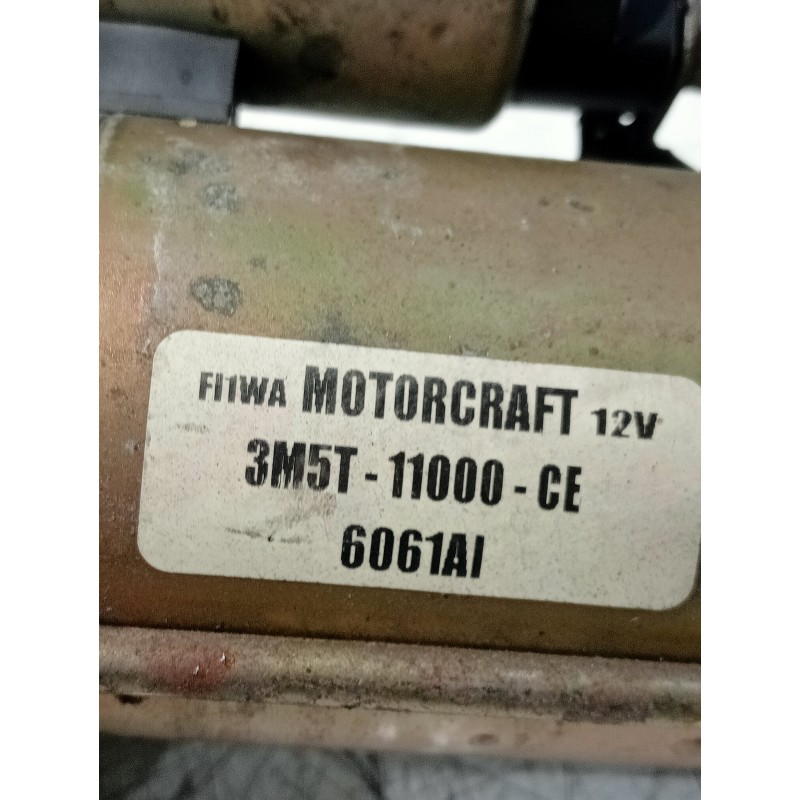 FI1WA MOTORCRAFT 12V
3M5T - 11000 - CE
6061AI